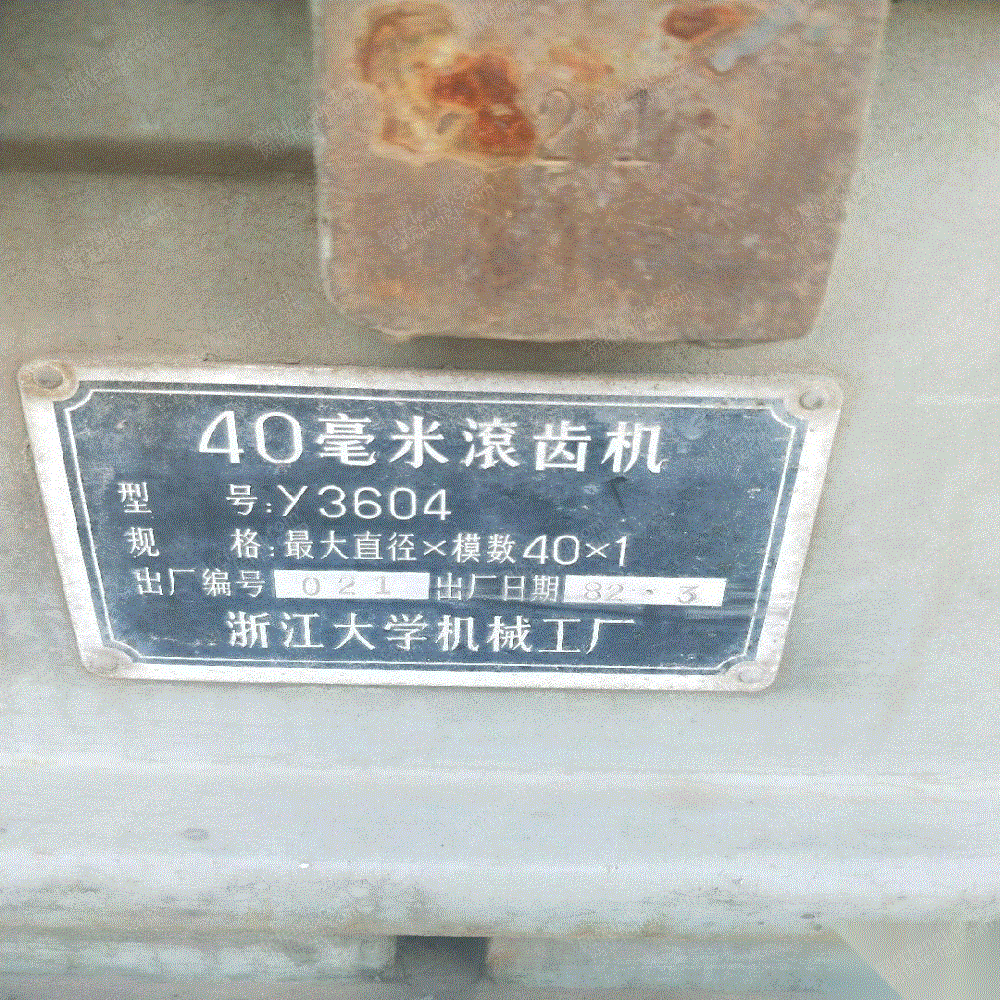 21
40毫米滚齿机
型 号:Y3604
规 格:最大直径×模数40×1
出厂编号 021 出厂日期 82·3
浙江大学机械工厂